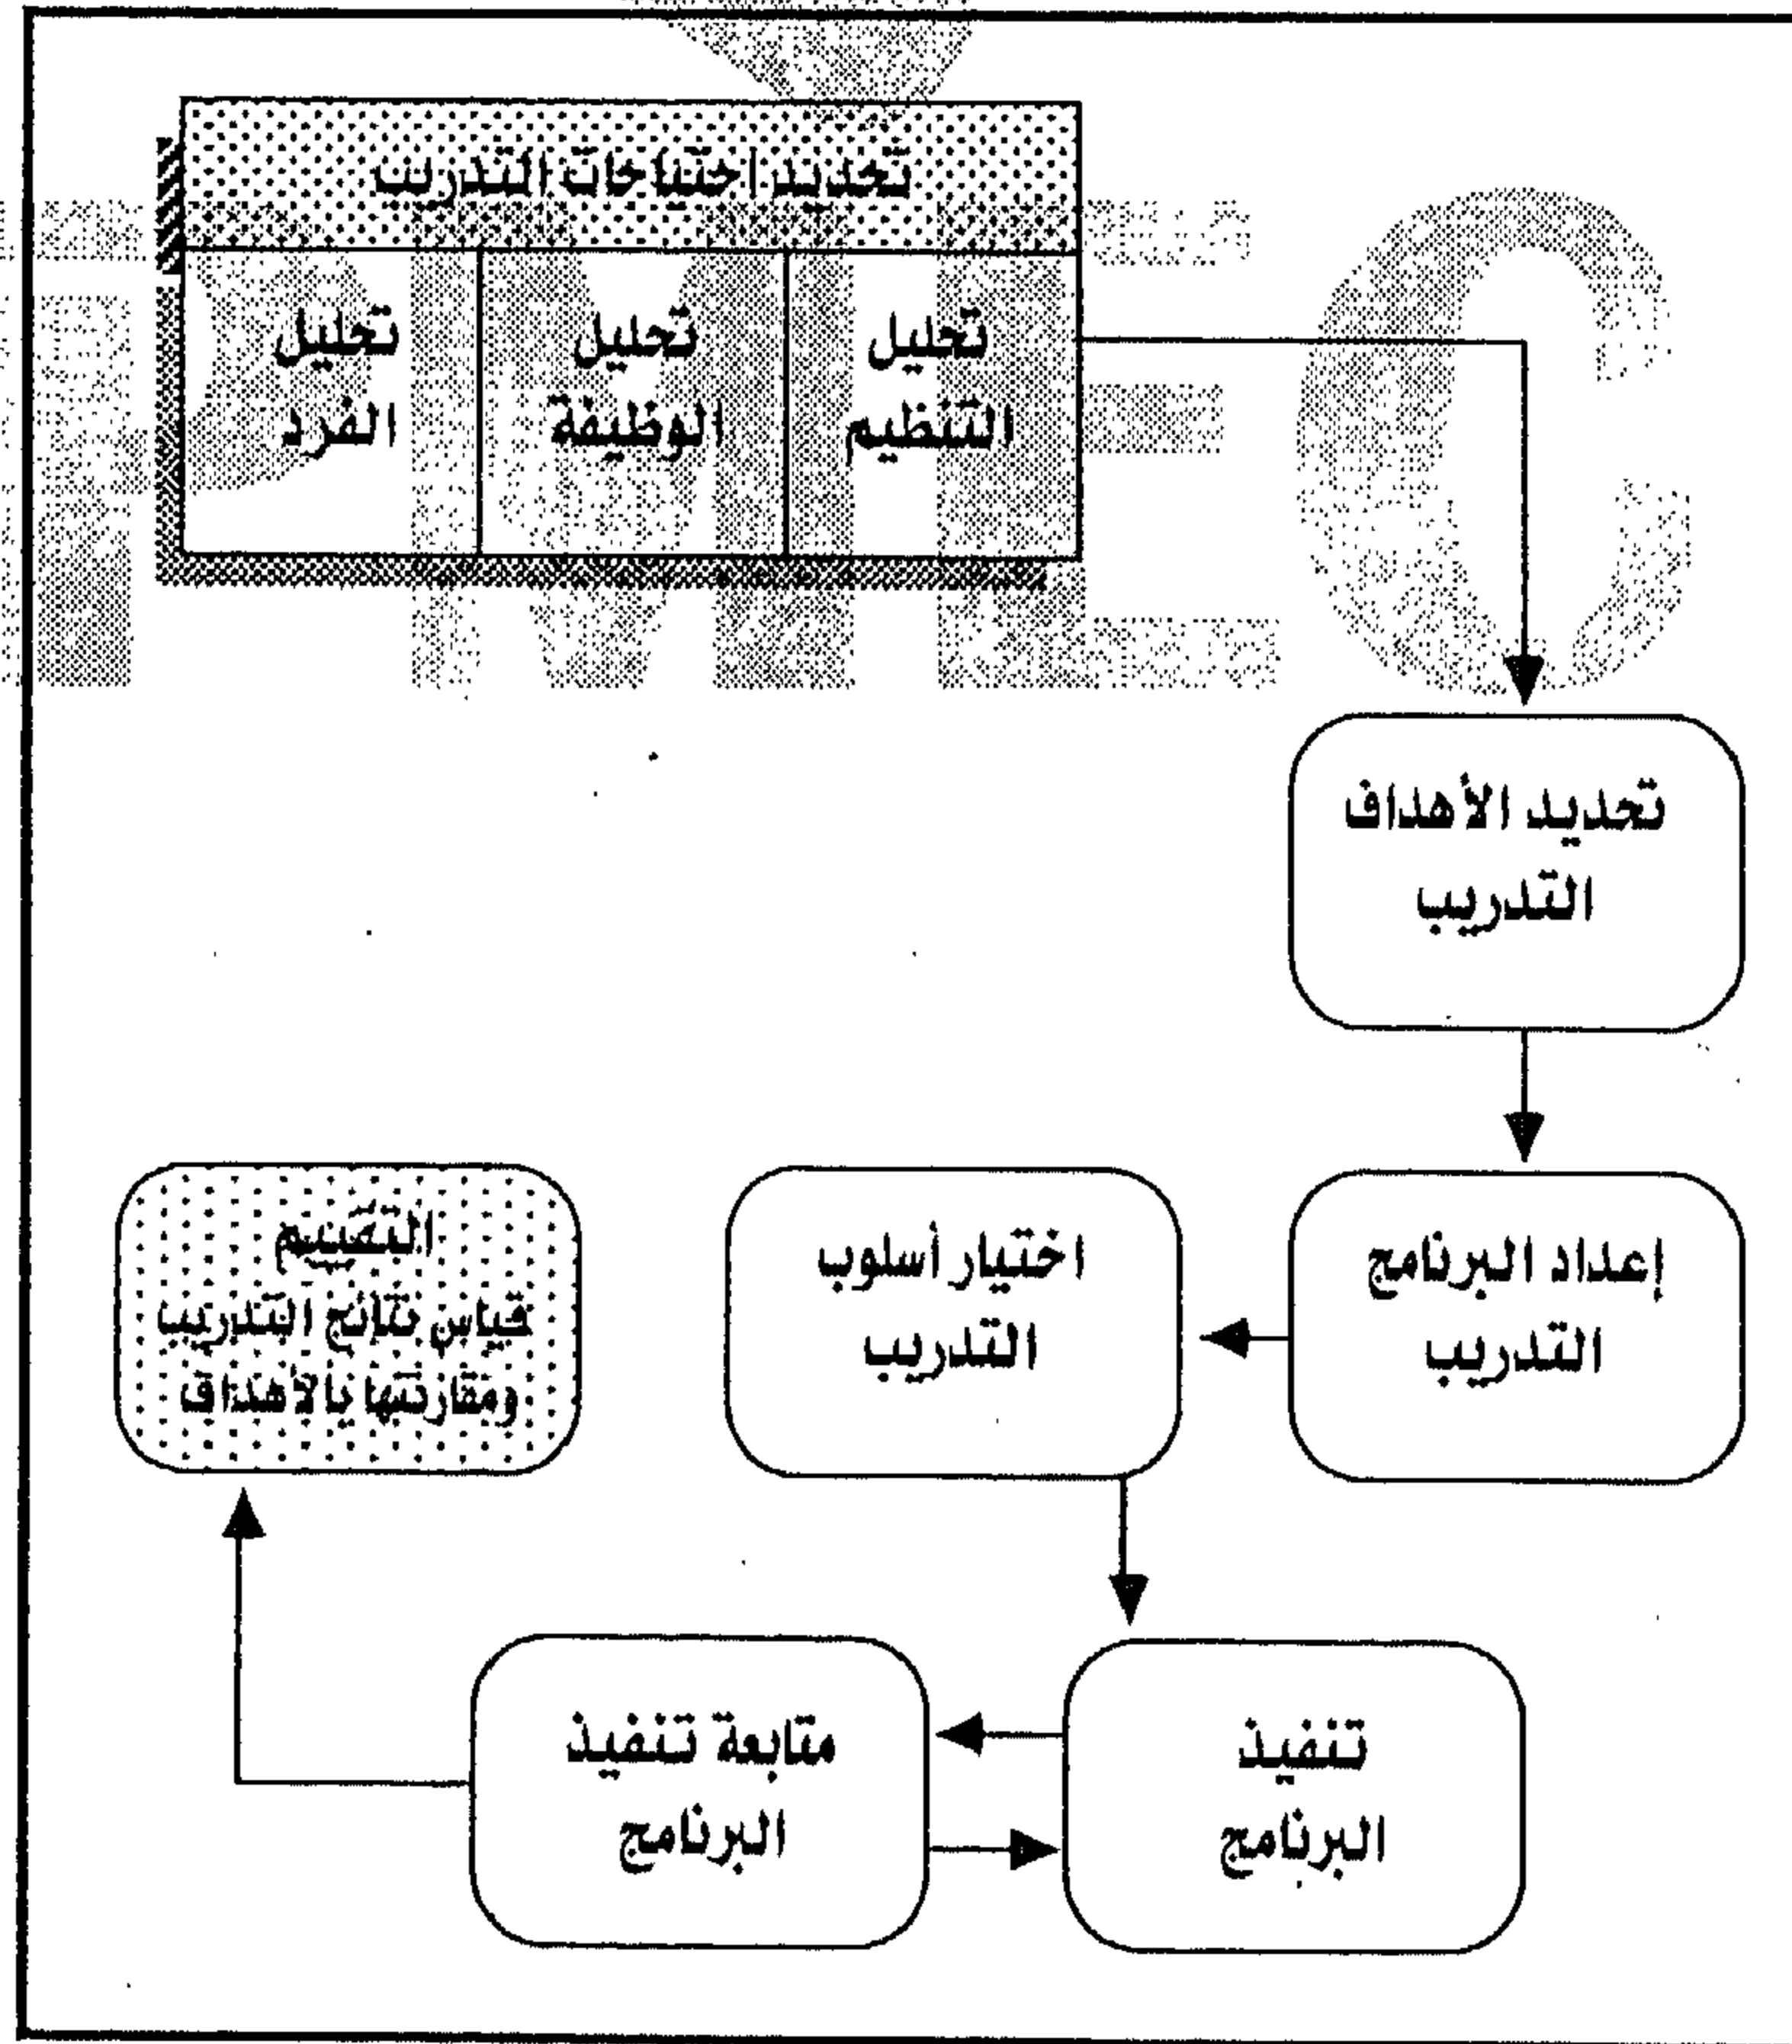 تحديد احتياجات التدريب
تحليل
التنظيم
تحليل
الوظيفة
تحليل
الفرد
تحديد الأهداف
التدريب
إعداد البرنامج
التدريب
اختيار أسلوب
التدريب
التقييم
قياس نتائج التدريب
ومقارنتها بالأهداف
تنفيذ
البرنامج
متابعة تنفيذ
البرنامج